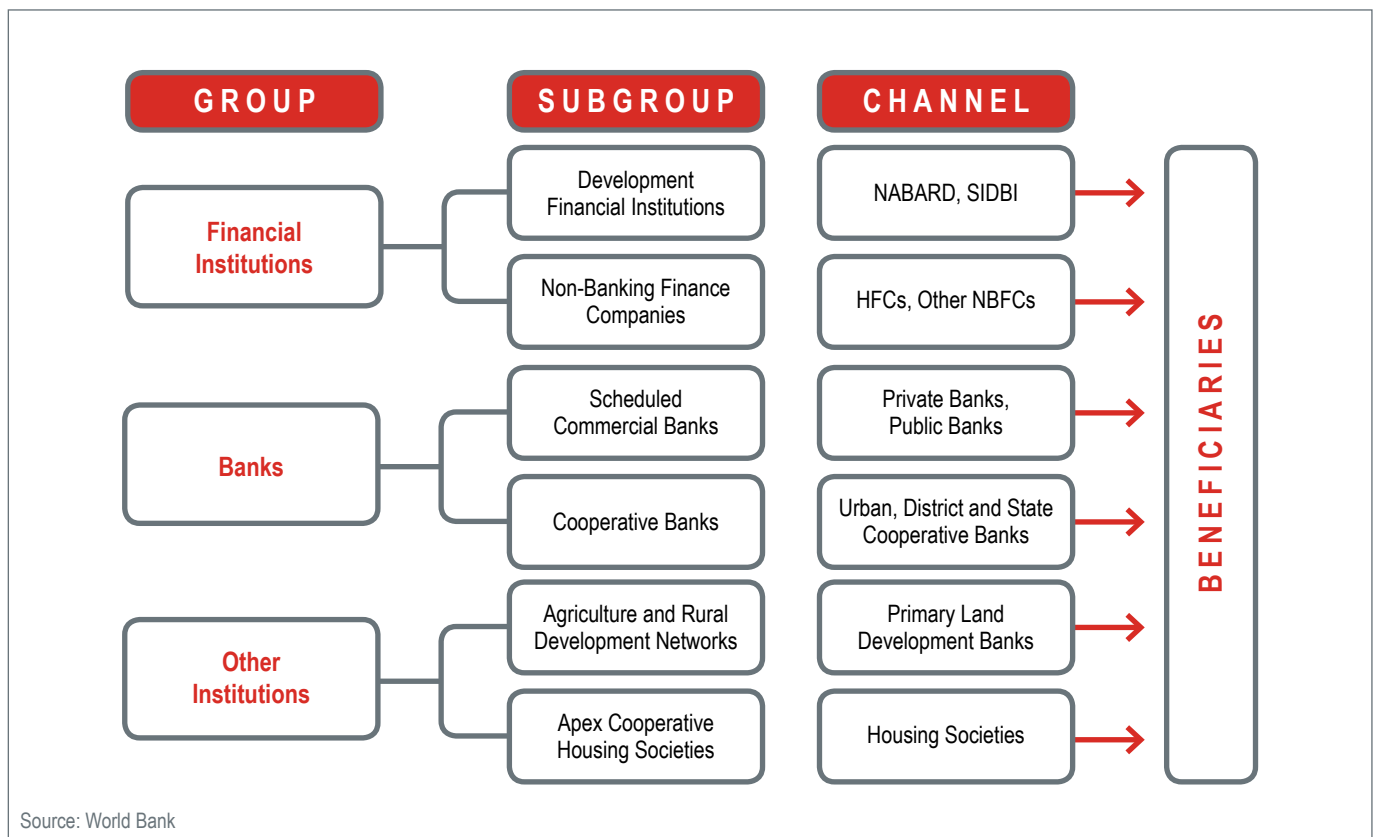 GROUP
SUBGROUP
CHANNEL
Financial
Institutions
Development
Financial Institutions
NABARD, SIDBI
Non-Banking Finance
Companies
HFCs, Other NBFCs
Banks
Scheduled
Commercial Banks
Private Banks,
Public Banks
Cooperative Banks
Urban, District and State
Cooperative Banks
Other
Institutions
Agriculture and Rural
Development Networks
Primary Land
Development Banks
Apex Cooperative
Housing Societies
Housing Societies
BENEFICIARIES
Source: World Bank